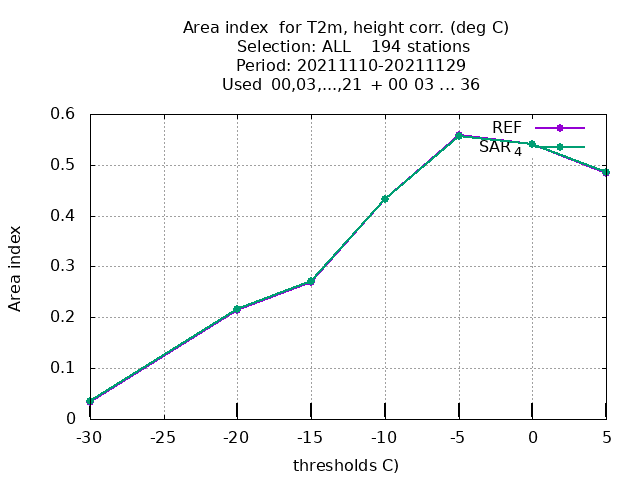 Area index  for T2m, height corr. (deg C)
Selection: ALL    194 stations
Period: 20211110-20211129
Used  00,03,...,21  + 00 03 ... 36
0.6
0.5
0.4
0.3
0.2
0.1
0
Area index
REF
SAR4
-30 -25 -20 -15 -10 -5 0 5
thresholds C)